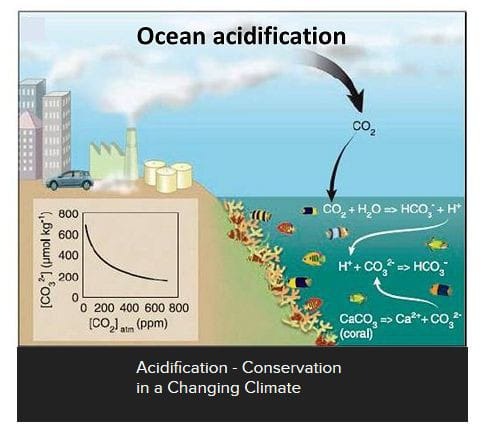 Ocean acidification
CO₂
CO₂ + H₂O => HCO₃⁻ + H⁺
H⁺ + CO₃²⁻ => HCO₃⁻
CaCO₃ => Ca²⁺ + CO₃²⁻
(coral)
[CO₃²⁻] (µmol kg⁻¹)
800
600
400
200
0
0 200 400 600 800
[CO₂]atm (ppm)
Acidification - Conservation
in a Changing Climate